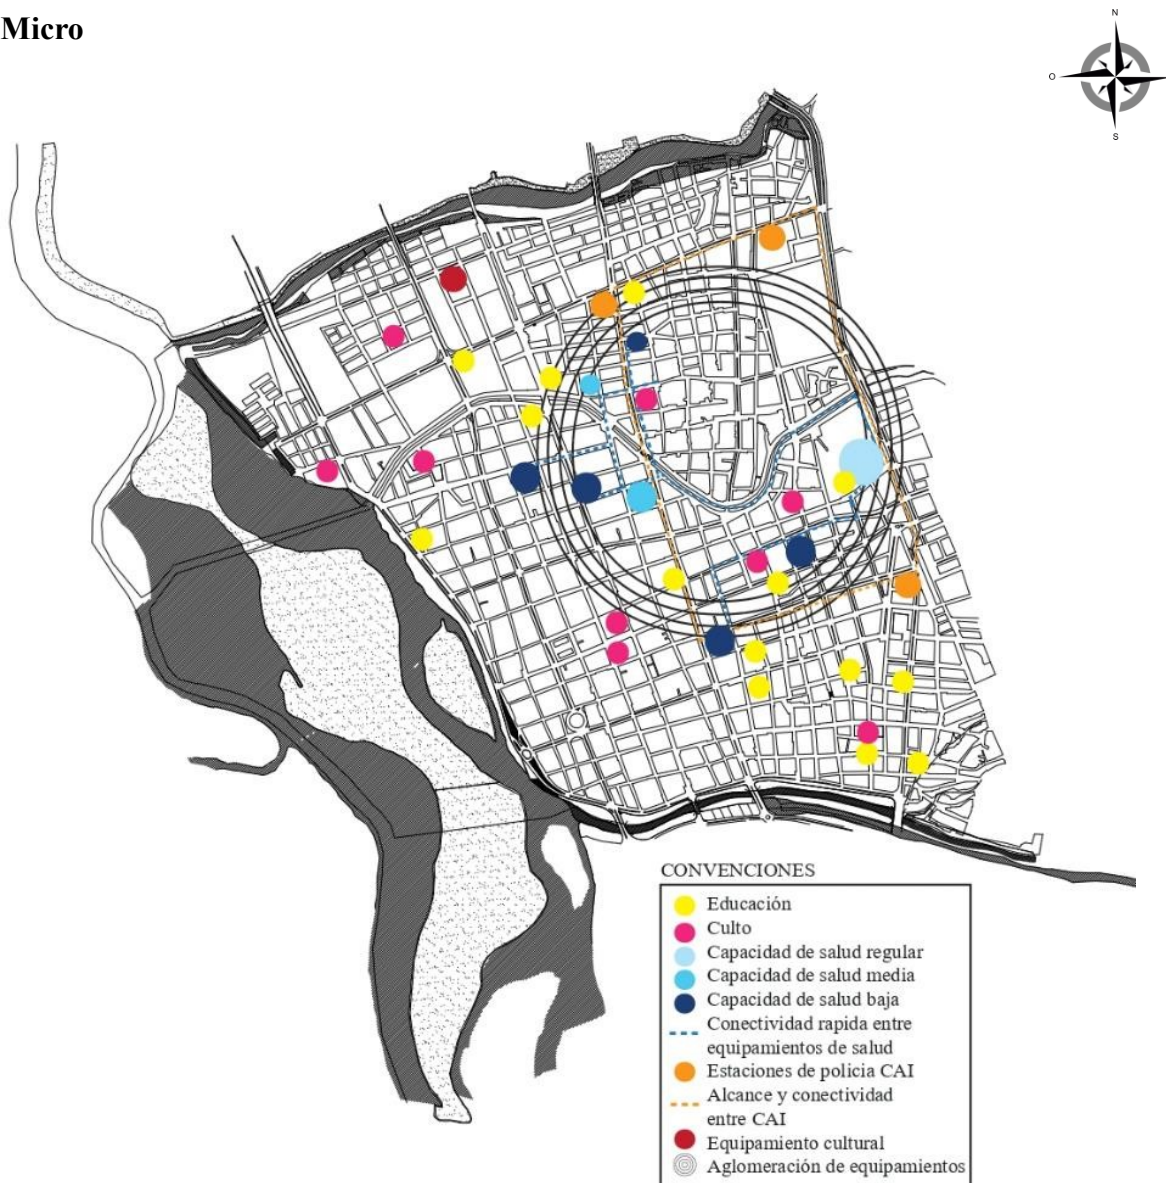 Micro
N
O
S
CONVENCIONES
Educación
Culto
Capacidad de salud regular
Capacidad de salud media
Capacidad de salud baja
Conectividad rapida entre
equipamientos de salud
Estaciones de policia CAI
Alcance y conectividad
entre CAI
Equipamiento cultural
Aglomeración de equipamientos